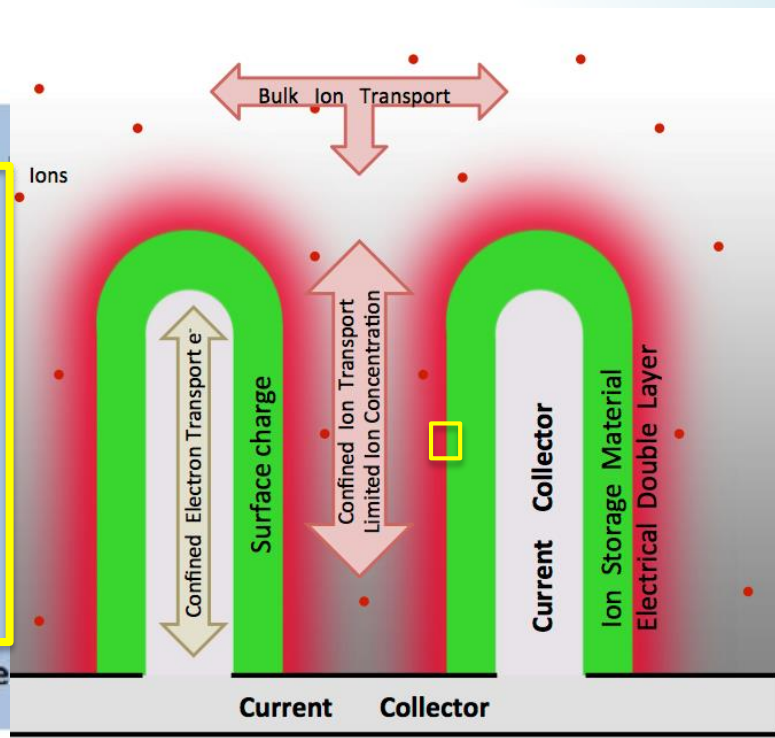 Bulk Ion Transport
Ions
Confined Electron Transport e-
Surface charge
Confined Ion Transport
Limited Ion Concentration
Current Collector
Ion Storage Material
Electrical Double Layer
e
Current Collector